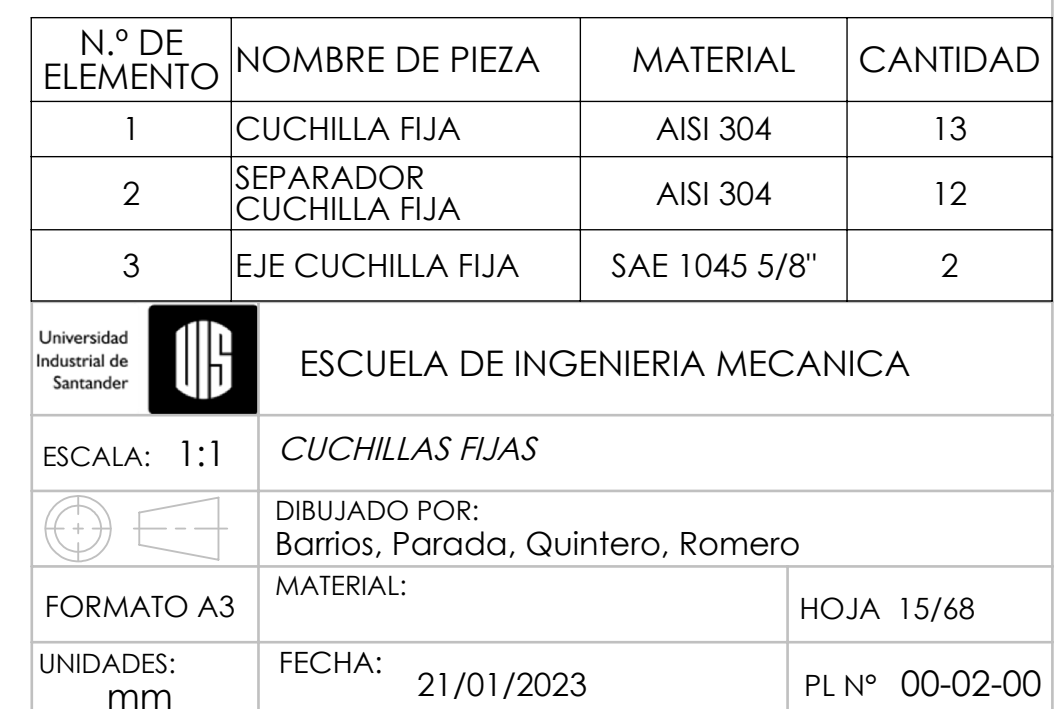 N.º DE
ELEMENTO
NOMBRE DE PIEZA
MATERIAL
CANTIDAD
1
CUCHILLA FIJA
AISI 304
13
2
SEPARADOR
CUCHILLA FIJA
AISI 304
12
3
EJE CUCHILLA FIJA
SAE 1045 5/8"
2
Universidad
Industrial de
Santander
UIS
ESCUELA DE INGENIERIA MECANICA
ESCALA: 1:1
CUCHILLAS FIJAS
DIBUJADO POR:
Barrios, Parada, Quintero, Romero
FORMATO A3
MATERIAL:
HOJA 15/68
UNIDADES:
mm
FECHA:
21/01/2023
PL Nº 00-02-00